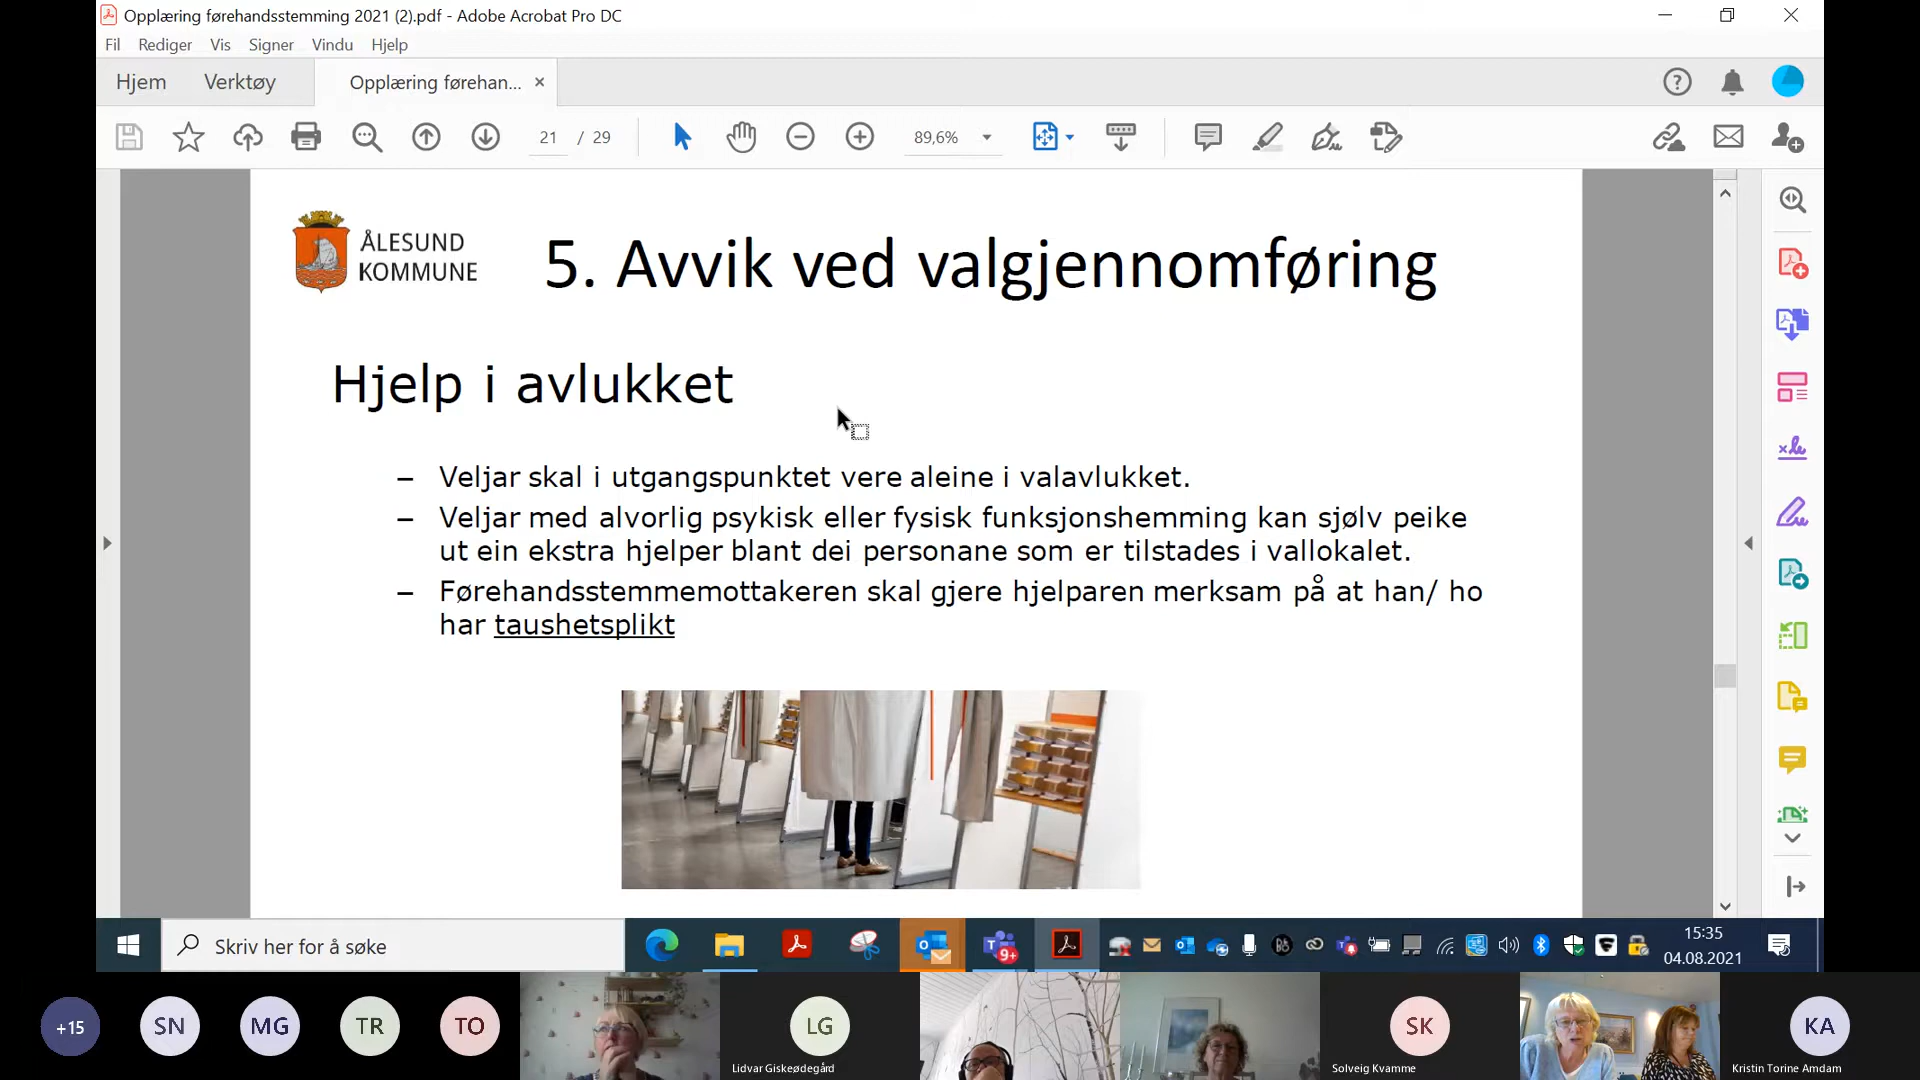 Opplæring førehandsstemming 2021 (2).pdf - Adobe Acrobat Pro DC
Fil Rediger Vis Signer Vindu Hjelp
Hjem Verktøy Opplæring førehan... ×
21 / 29 89,6%
ÅLESUND
KOMMUNE
5. Avvik ved valgjennomføring
Hjelp i avlukket
– Veljar skal i utgangspunktet vere aleine i valavlukket.
– Veljar med alvorlig psykisk eller fysisk funksjonshemming kan sjølv peike
ut ein ekstra hjelper blant dei personane som er tilstades i vallokalet.
– Førehandsstemmemottakeren skal gjere hjelparen merksam på at han/ ho
har taushetsplikt
Skriv her for å søke
9+
15:35
04.08.2021
+15 SN MG TR TO LG SK KA
Lidvar Giskeødegård
Solveig Kvamme
Kristin Torine Amdam